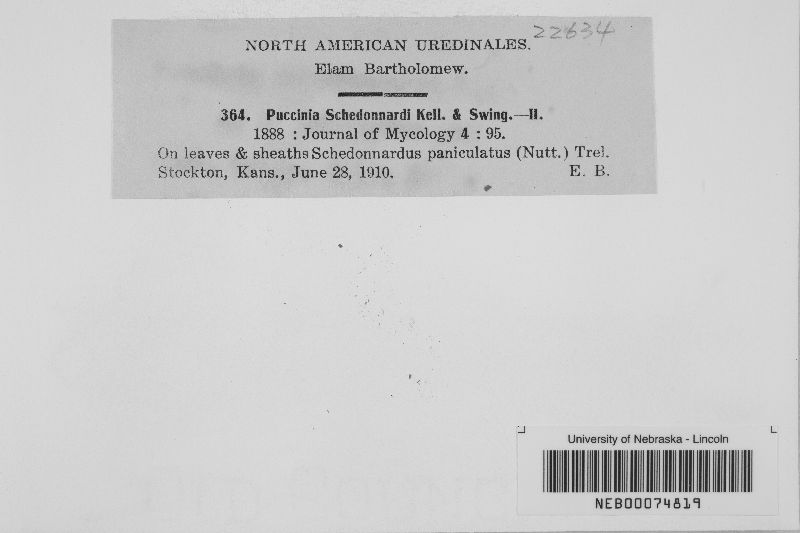 22634
NORTH AMERICAN UREDINALES.
Elam Bartholomew.
364. Puccinia Schedonnardi Kell. & Swing.—II.
1888 : Journal of Mycology 4 : 95.
On leaves & sheaths Schedonnardus paniculatus (Nutt.) Trel.
Stockton, Kans., June 28, 1910. E. B.
University of Nebraska - Lincoln
NEB00074819